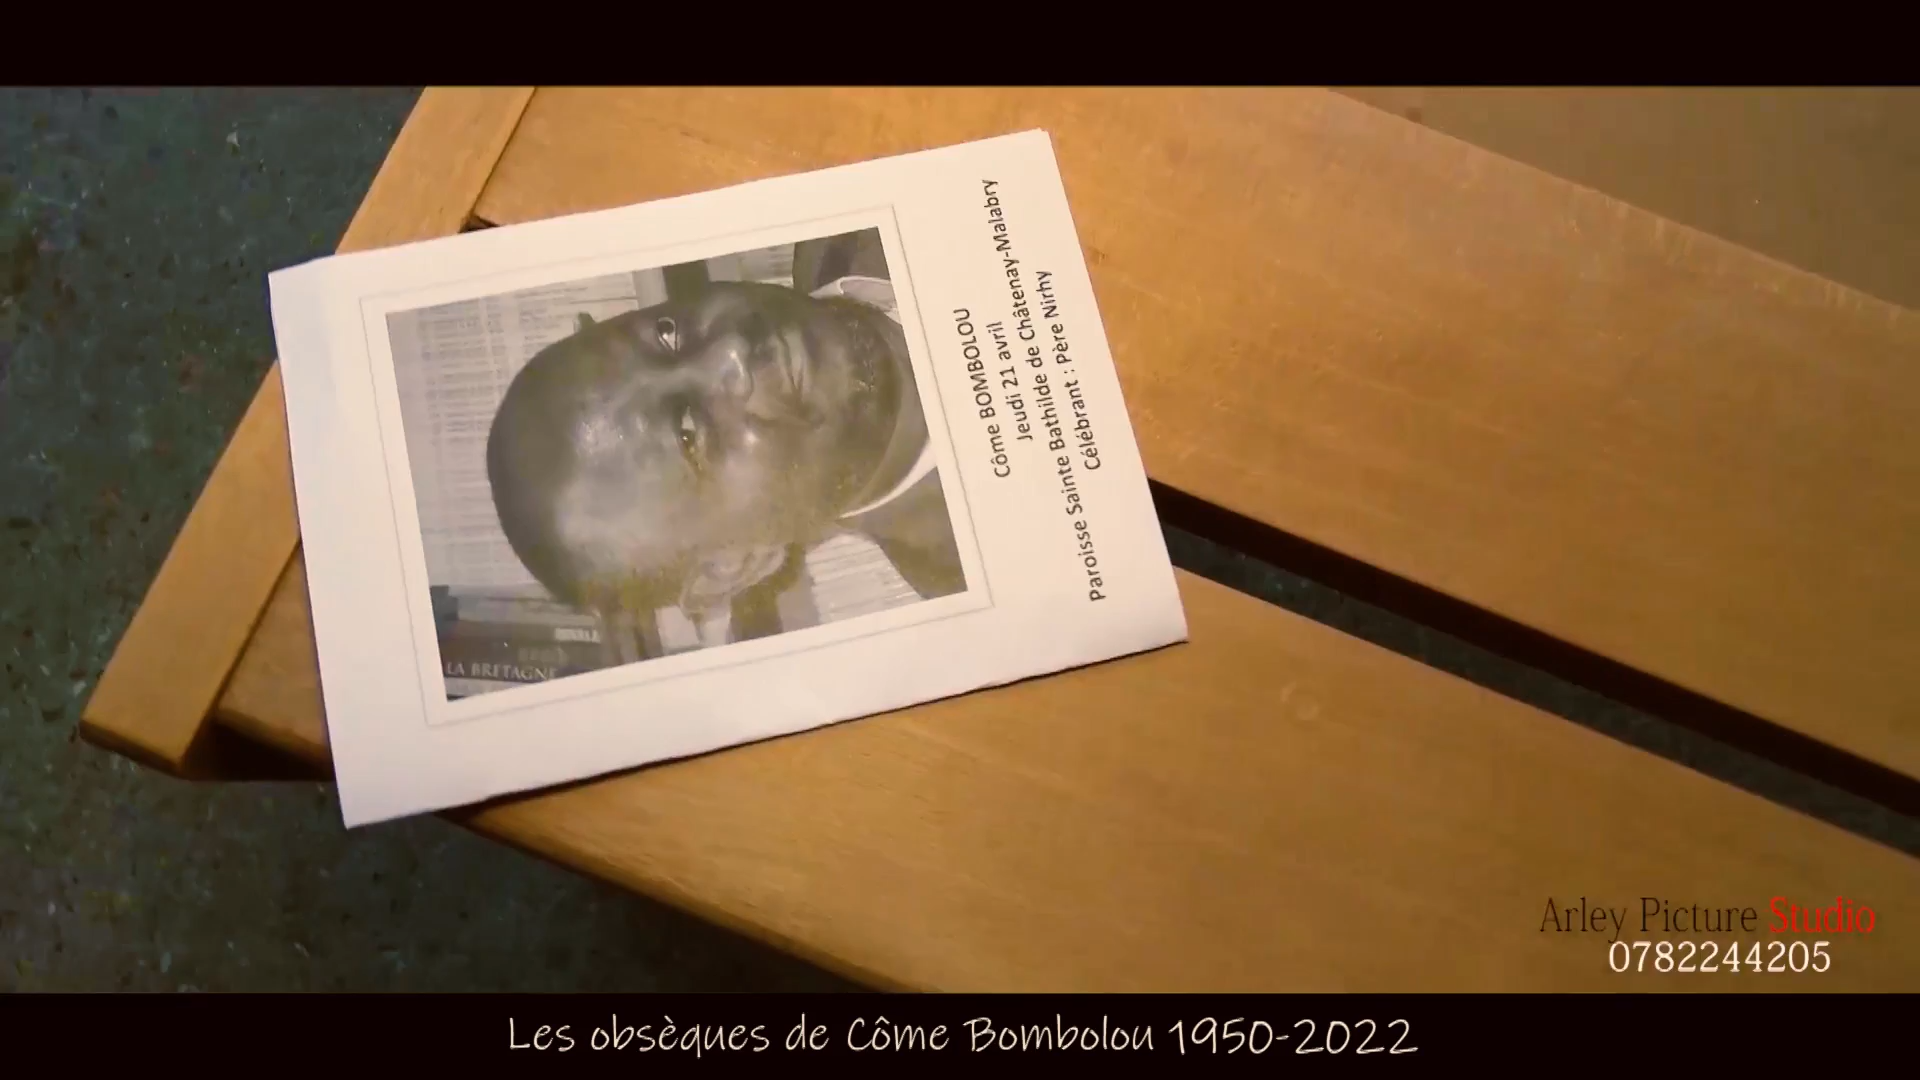 LA BRETAGNE
Côme BOMBOLOU
Jeudi 21 avril
Paroisse Sainte Bathilde de Châtenay-Malabry
Célébrant : Père Nirhy
Arley Picture Studio
0782244205
Les obsèques de Côme Bombolou 1950-2022